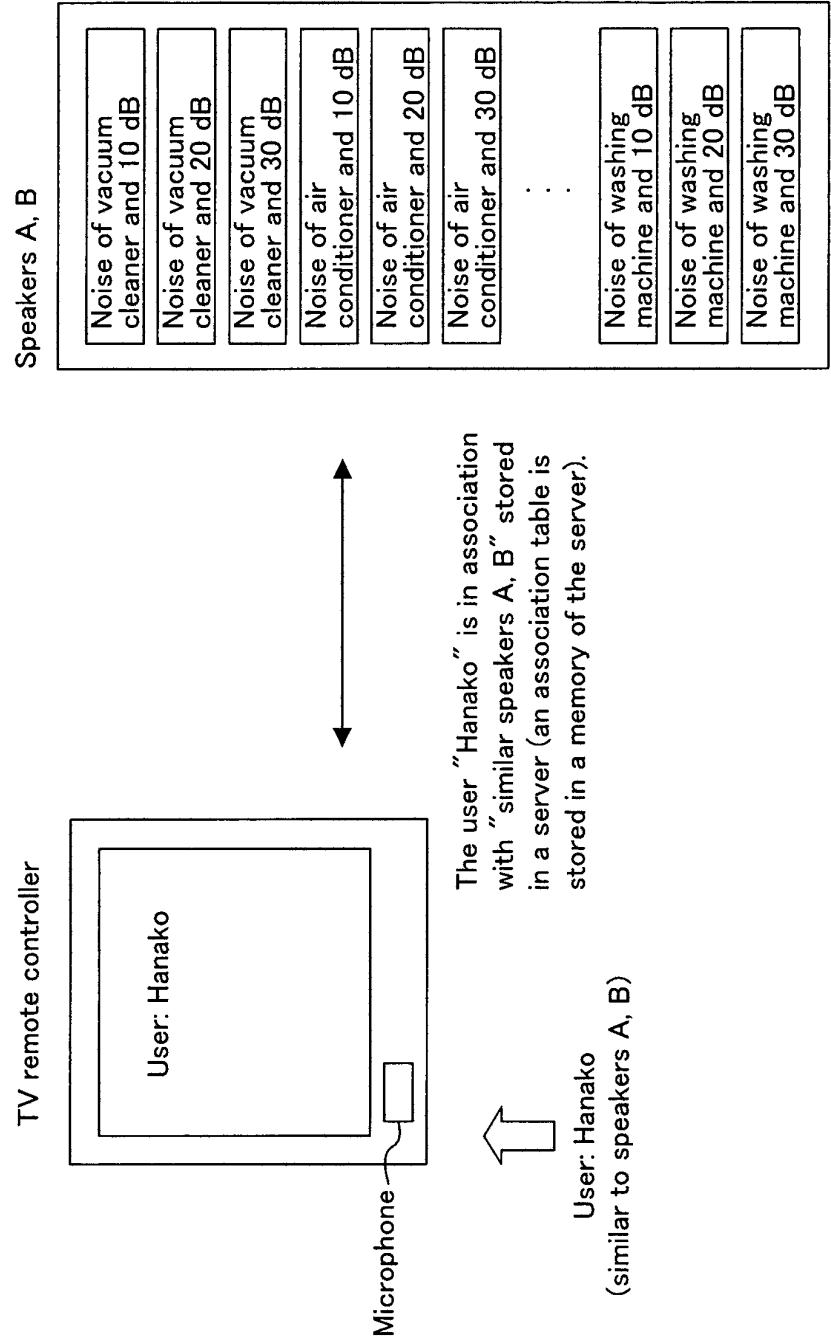 TV remote controller
User: Hanako
Microphone
User: Hanako
(similar to speakers A, B)
The user "Hanako" is in association
with "similar speakers A, B" stored
in a server (an association table is
stored in a memory of the server).
Speakers A, B
Noise of vacuum
cleaner and 10 dB
Noise of vacuum
cleaner and 20 dB
Noise of vacuum
cleaner and 30 dB
Noise of air
conditioner and 10 dB
Noise of air
conditioner and 20 dB
Noise of air
conditioner and 30 dB
. . .
Noise of washing
machine and 10 dB
Noise of washing
machine and 20 dB
Noise of washing
machine and 30 dB